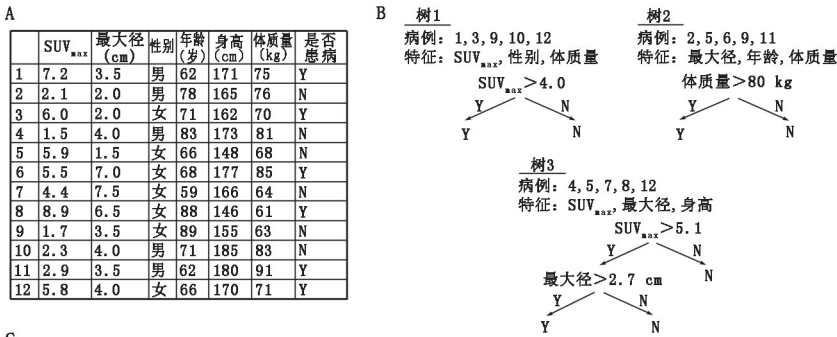 A
SUVmax 最大径(cm) 性别 年龄(岁) 身高(cm) 体质量(kg) 是否患病
1 7.2 3.5 男 62 171 75 Y
2 2.1 2.0 男 78 165 76 N
3 6.0 2.0 女 71 162 70 Y
4 1.5 4.0 男 83 173 81 N
5 5.9 1.5 女 66 148 68 N
6 5.5 7.0 女 68 177 85 Y
7 4.4 7.5 女 59 166 64 N
8 8.9 6.5 女 88 146 61 Y
9 1.7 3.5 女 89 155 63 N
10 2.3 4.0 男 71 185 83 N
11 2.9 3.5 男 62 180 91 Y
12 5.8 4.0 女 66 170 71 Y
B
树1
病例: 1,3,9,10,12
特征: SUVmax,性别,体质量
SUVmax>4.0
Y N
Y N
树2
病例: 2,5,6,9,11
特征: 最大径,年龄,体质量
体质量>80 kg
Y N
Y N
树3
病例: 4,5,7,8,12
特征: SUVmax,最大径,身高
SUVmax>5.1
Y N
最大径>2.7 cm N
Y N
Y N